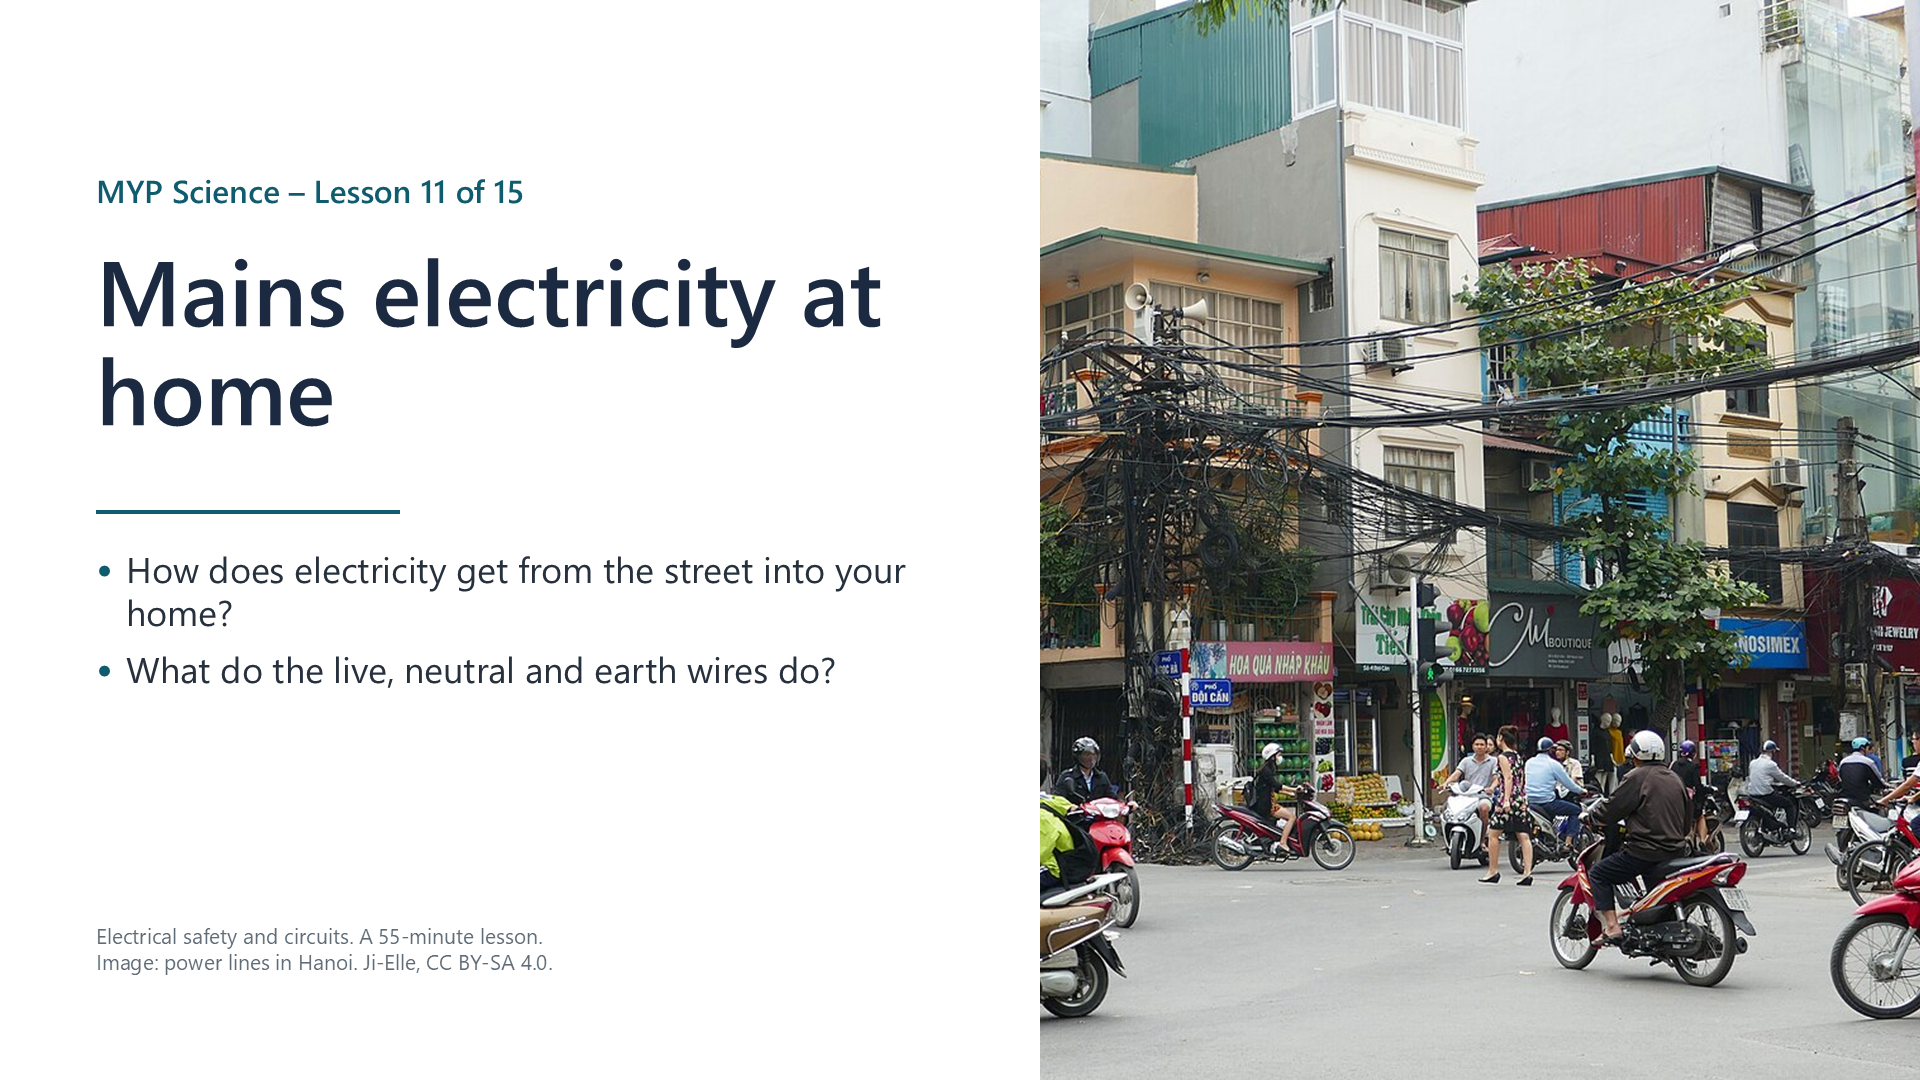 MYP Science – Lesson 11 of 15
Mains electricity at
home
• How does electricity get from the street into your
home?
• What do the live, neutral and earth wires do?
Electrical safety and circuits. A 55-minute lesson.
Image: power lines in Hanoi. Ji-Elle, CC BY-SA 4.0.
HOA QUẢ NHẬP KHẨU
PHỐ
PHỐ
ĐỘI CẤN
Chi
BOUTIQUE
NOSIMEX
JEWELRY